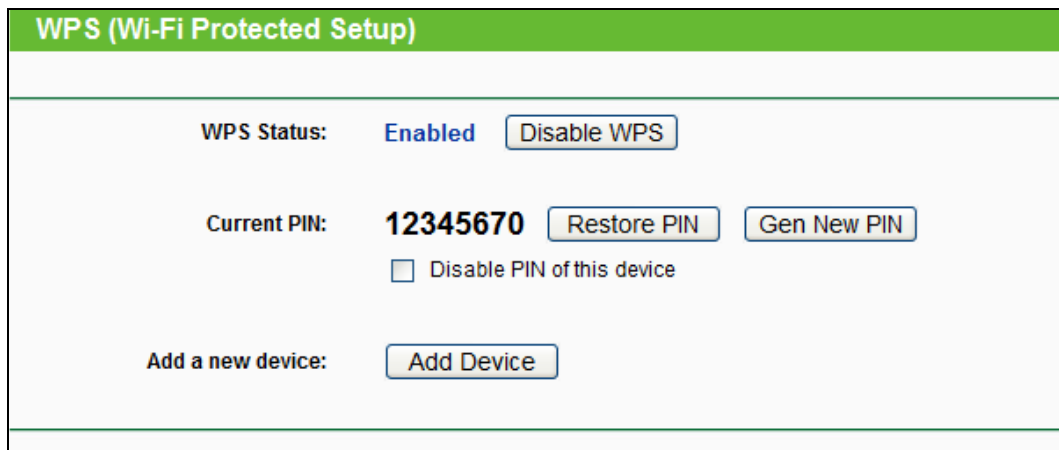 WPS (Wi-Fi Protected Setup)
WPS Status: Enabled Disable WPS
Current PIN: 12345670 Restore PIN Gen New PIN
Disable PIN of this device
Add a new device: Add Device